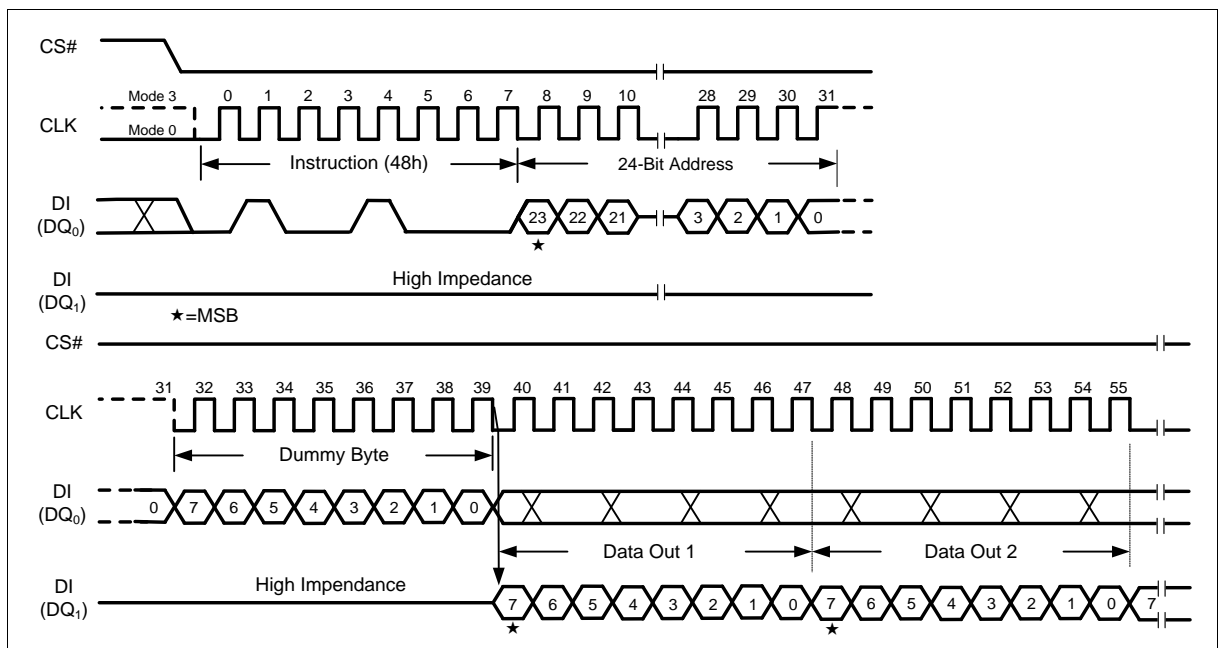 CS#
Mode 3
0 1 2 3 4 5 6 7 8 9 10 28 29 30 31
CLK
Mode 0
Instruction (48h)
24-Bit Address
DI
(DQ0)
23 22 21 3 2 1 0
★
DI
(DQ1)
High Impedance
★=MSB
CS#
31 32 33 34 35 36 37 38 39 40 41 42 43 44 45 46 47 48 49 50 51 52 53 54 55
CLK
Dummy Byte
DI
(DQ0)
0 7 6 5 4 3 2 1 0
Data Out 1
Data Out 2
DI
(DQ1)
High Impendance
7 6 5 4 3 2 1 0 7 6 5 4 3 2 1 0 7
★ ★